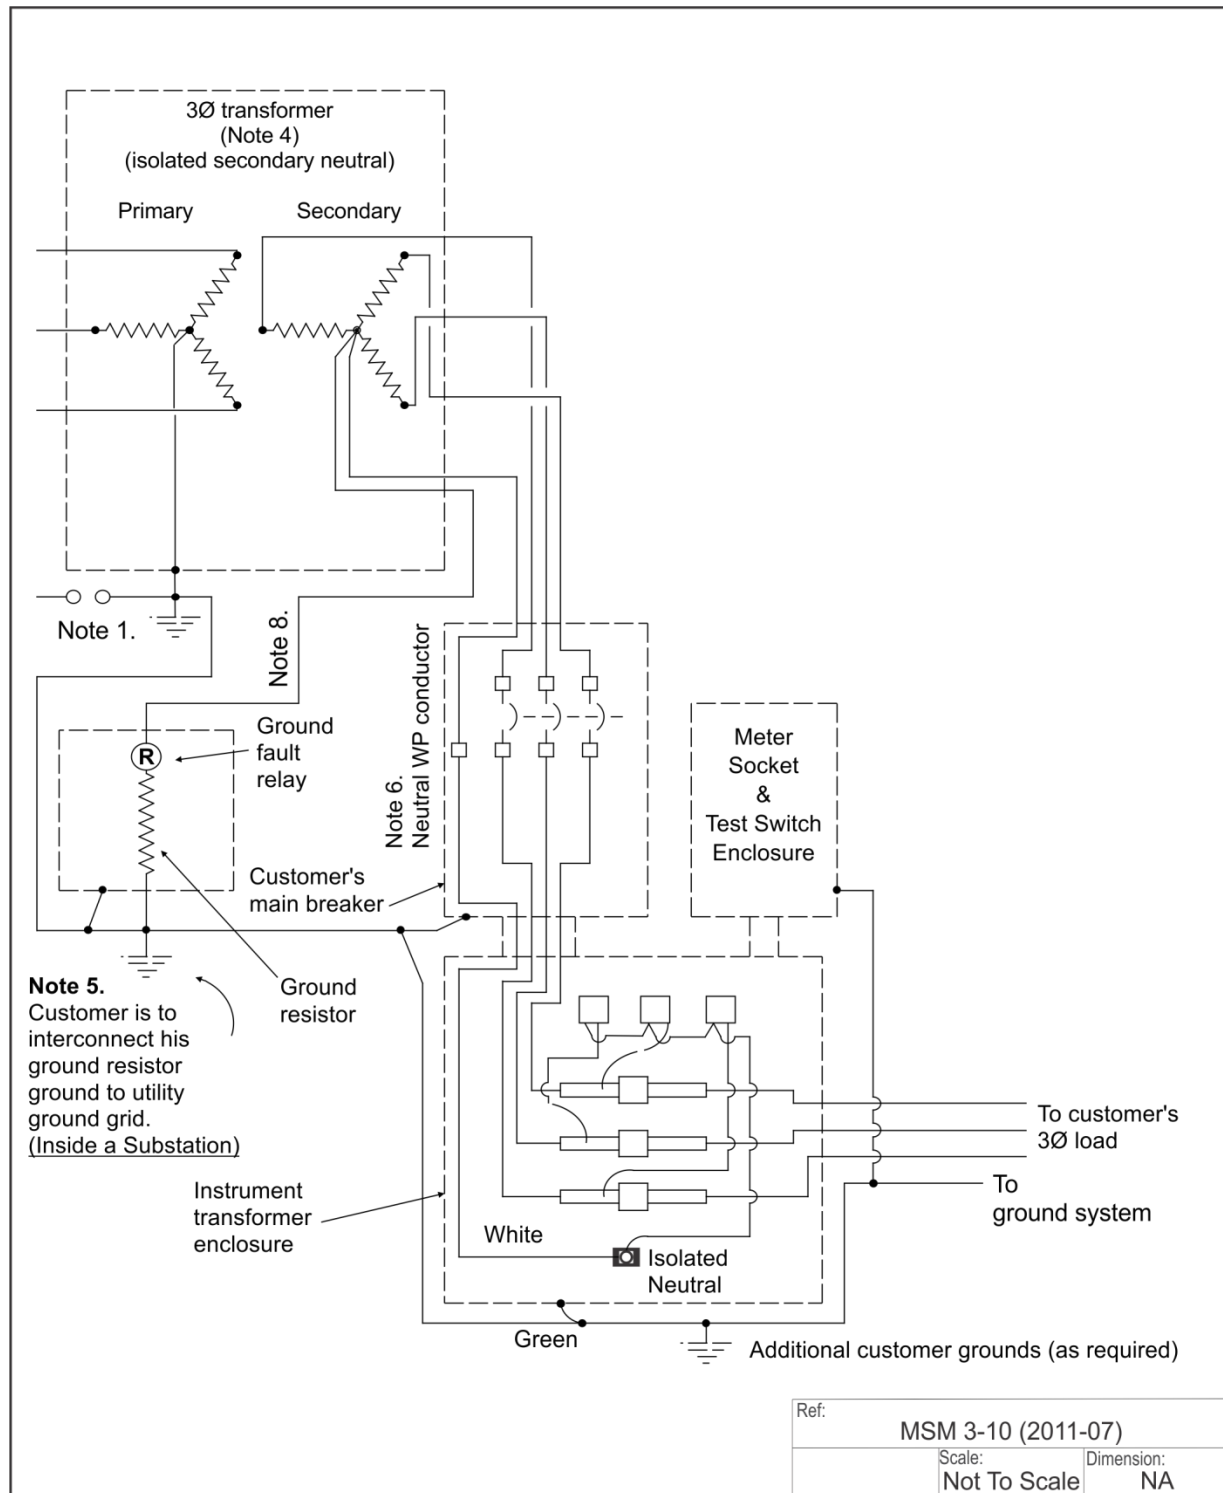 3Ø transformer
(Note 4)
(isolated secondary neutral)
Primary
Secondary
Note 1.
Note 8.
Note 6.
Neutral WP conductor
Ground
fault
relay
R
Meter
Socket
&
Test Switch
Enclosure
Customer's
main breaker
Note 5.
Customer is to
interconnect his
ground resistor
ground to utility
ground grid.
(Inside a Substation)
Ground
resistor
To customer's
3Ø load
To
ground system
Instrument
transformer
enclosure
White
Isolated
Neutral
Green
Additional customer grounds (as required)
Ref:
MSM 3-10 (2011-07)
Scale:
Not To Scale
Dimension:
NA